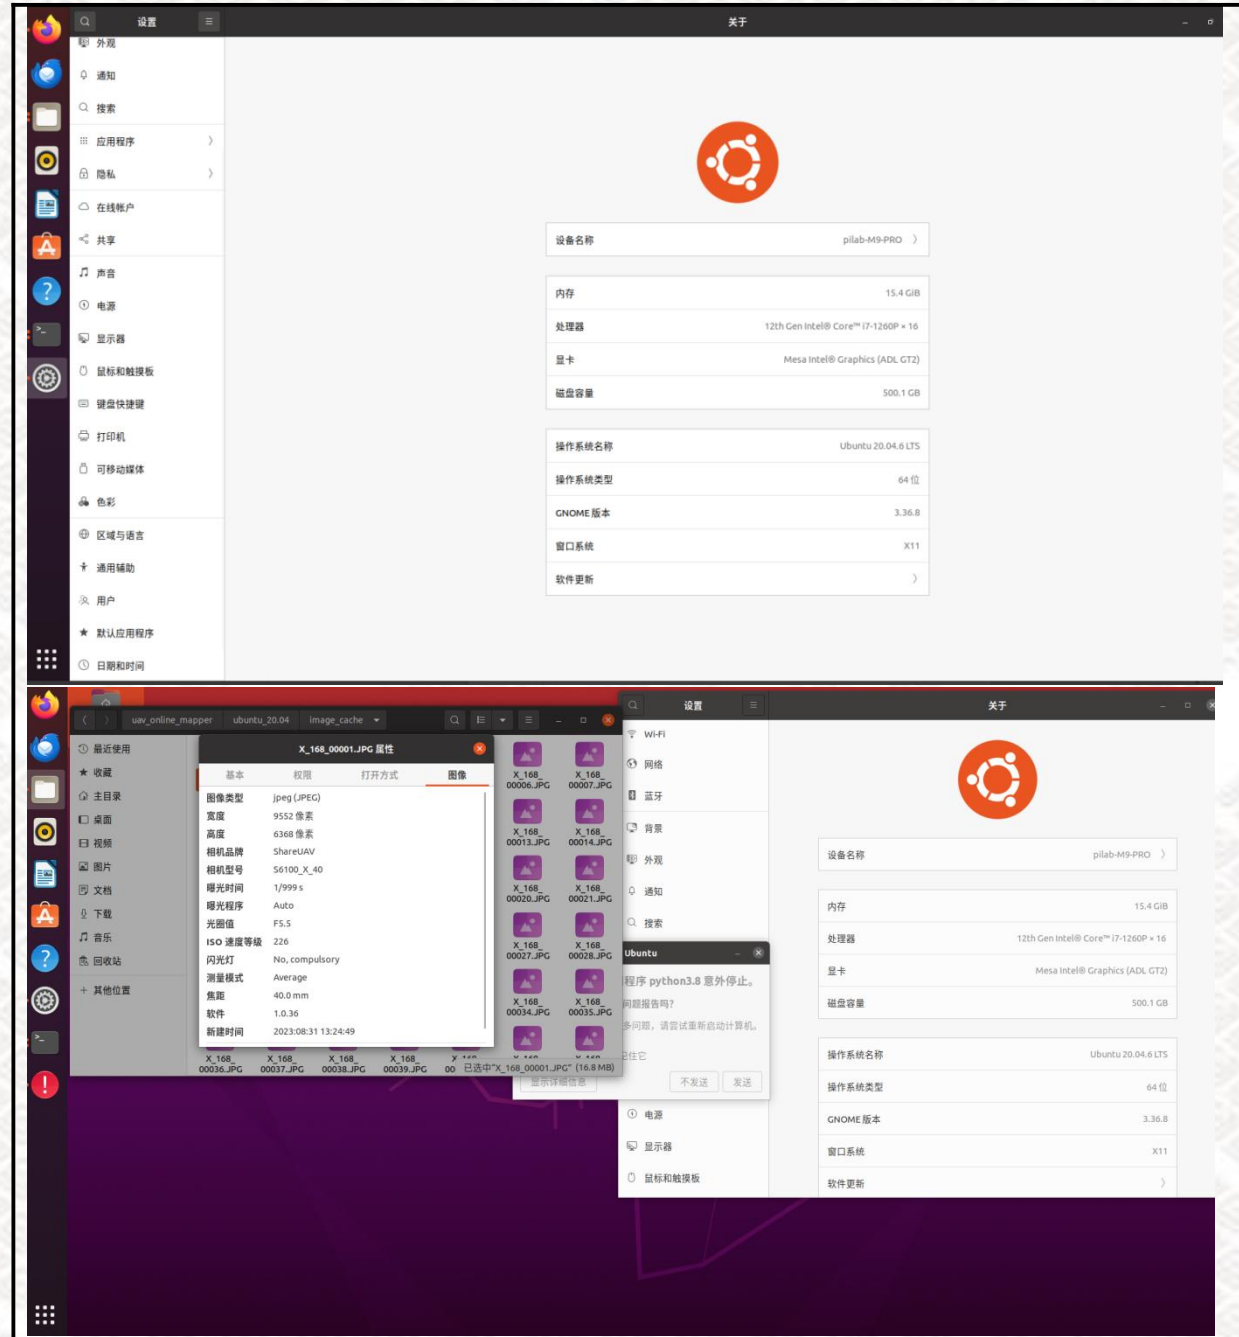 设置
关于
外观
通知
搜索
应用程序
隐私
在线帐户
共享
声音
电源
显示器
鼠标和触摸板
键盘快捷键
打印机
可移动媒体
色彩
区域与语言
通用辅助
用户
默认应用程序
日期和时间
设备名称 pilab-M9-PRO
内存 15.4 GiB
处理器 12th Gen Intel® Core™ i7-1260P × 16
显卡 Mesa Intel® Graphics (ADL GT2)
磁盘容量 500.1 GB
操作系统名称 Ubuntu 20.04.6 LTS
操作系统类型 64 位
GNOME 版本 3.36.8
窗口系统 X11
软件更新
uav_online_mapper ubuntu_20.04 image_cache
最近使用
收藏
主目录
桌面
视频
图片
文档
下载
音乐
回收站
+ 其他位置
X_168_00001.JPG 属性
基本 权限 打开方式 图像
图像类型 jpeg (JPEG)
宽度 9552 像素
高度 6368 像素
相机品牌 ShareUAV
相机型号 S6100_X_40
曝光时间 1/999 s
曝光程序 Auto
光圈值 F5.5
ISO 速度等级 226
闪光灯 No, compulsory
测量模式 Average
焦距 40.0 mm
软件 1.0.36
新建时间 2023:08:31 13:24:49
X_168_00006.JPG
X_168_00007.JPG
X_168_00013.JPG
X_168_00014.JPG
X_168_00020.JPG
X_168_00021.JPG
X_168_00027.JPG
X_168_00028.JPG
X_168_00034.JPG
X_168_00035.JPG
X_168_00036.JPG
X_168_00037.JPG
X_168_00038.JPG
X_168_00039.JPG
已选中“X_168_00001.JPG” (16.8 MB)
Ubuntu
程序 python3.8 意外停止。
问题报告吗?
多问题，请尝试重新启动计算机。
记住它
显示详细信息
不发送 发送
设置
关于
Wi-Fi
网络
蓝牙
背景
外观
通知
搜索
电源
显示器
鼠标和触摸板
设备名称 pilab-M9-PRO
内存 15.4 GiB
处理器 12th Gen Intel® Core™ i7-1260P × 16
显卡 Mesa Intel® Graphics (ADL GT2)
磁盘容量 500.1 GB
操作系统名称 Ubuntu 20.04.6 LTS
操作系统类型 64 位
GNOME 版本 3.36.8
窗口系统 X11
软件更新